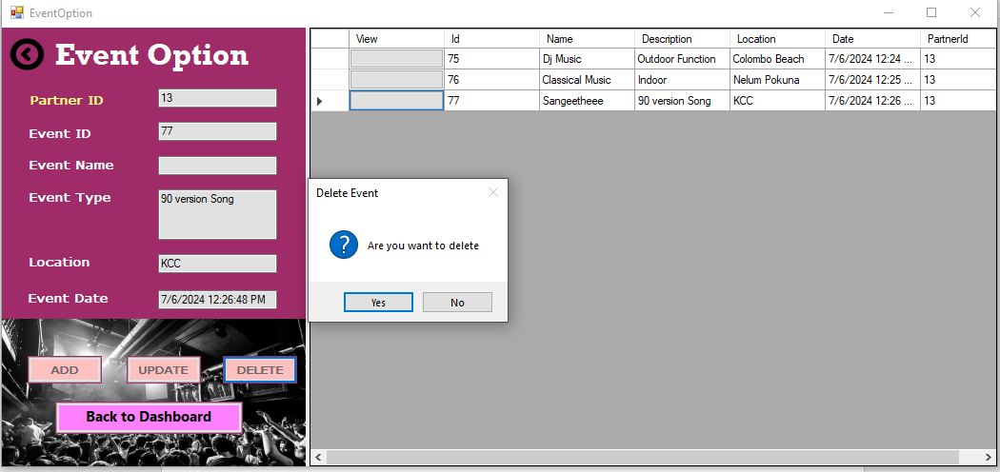 EventOption
Event Option
Partner ID 13
Event ID 77
Event Name
Event Type 90 version Song
Location KCC
Event Date 7/6/2024 12:26:48 PM
ADD UPDATE DELETE
Back to Dashboard
View Id Name Description Location Date PartnerId
75 Dj Music Outdoor Function Colombo Beach 7/6/2024 12:24 ... 13
76 Classical Music Indoor Nelum Pokuna 7/6/2024 12:25 ... 13
77 Sangeetheee 90 version Song KCC 7/6/2024 12:26 ... 13
Delete Event
Are you want to delete
Yes No